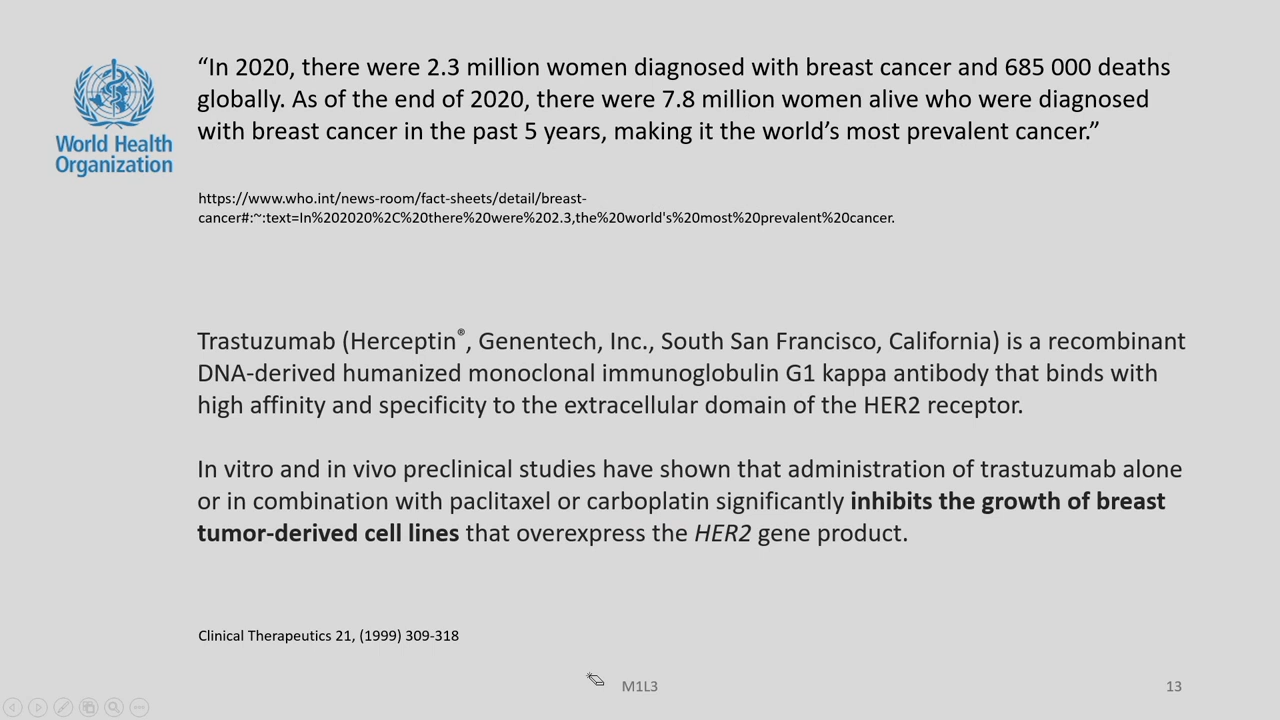 World Health
Organization
“In 2020, there were 2.3 million women diagnosed with breast cancer and 685 000 deaths
globally. As of the end of 2020, there were 7.8 million women alive who were diagnosed
with breast cancer in the past 5 years, making it the world’s most prevalent cancer.”
https://www.who.int/news-room/fact-sheets/detail/breast-
cancer#:~:text=In%202020%2C%20there%20were%202.3,the%20world's%20most%20prevalent%20cancer.
Trastuzumab (Herceptin®, Genentech, Inc., South San Francisco, California) is a recombinant
DNA-derived humanized monoclonal immunoglobulin G1 kappa antibody that binds with
high affinity and specificity to the extracellular domain of the HER2 receptor.
In vitro and in vivo preclinical studies have shown that administration of trastuzumab alone
or in combination with paclitaxel or carboplatin significantly inhibits the growth of breast
tumor-derived cell lines that overexpress the HER2 gene product.
Clinical Therapeutics 21, (1999) 309-318
M1L3
13